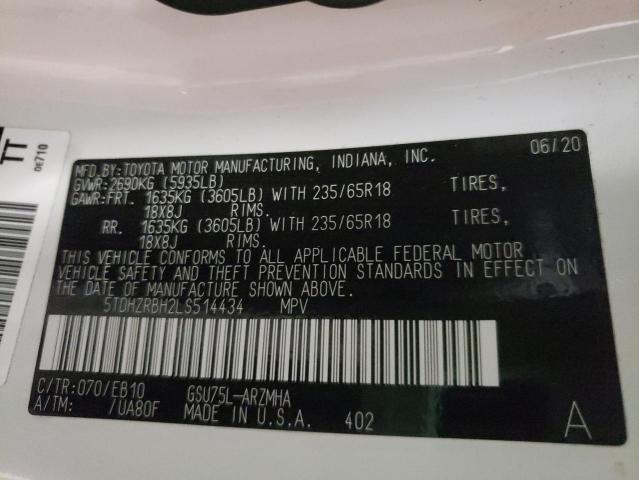 TT
0E710
MFD.BY:TOYOTA MOTOR MANUFACTURING, INDIANA, INC. 06/20
GVWR:2690KG (5935LB)
GAWR:FRT. 1635KG (3605LB) WITH 235/65R18 TIRES,
18X8J RIMS.
RR. 1635KG (3605LB) WITH 235/65R18 TIRES,
18X8J RIMS.
THIS VEHICLE CONFORMS TO ALL APPLICABLE FEDERAL MOTOR
VEHICLE SAFETY AND THEFT PREVENTION STANDARDS IN EFFECT ON
THE DATE OF MANUFACTURE SHOWN ABOVE.
5TDHZRBH2LS514434 MPV
C/TR:070/EB10 GSU75L-ARZMHA
A/TM: /UA80F MADE IN U.S.A. 402 A